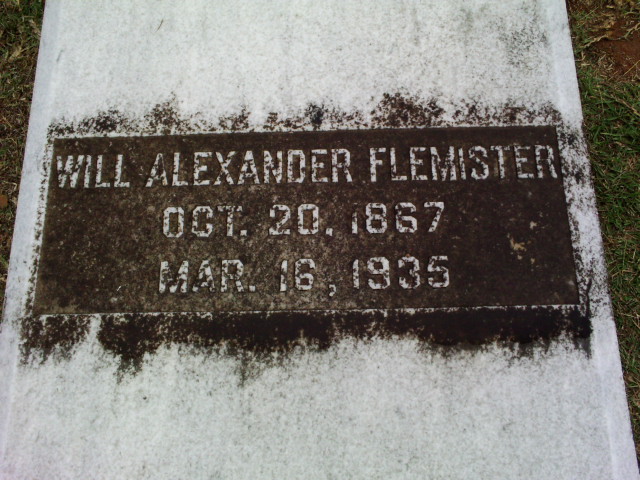 WILL ALEXANDER FLEMISTER
OCT. 20, 1867
MAR. 16, 1935